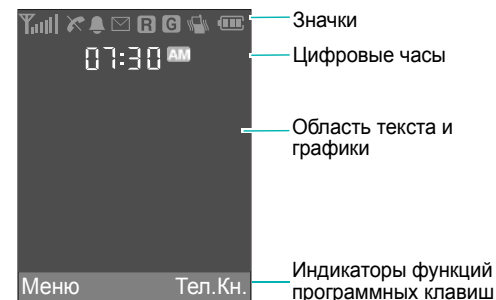 R G
Значки
07:30 AM
Цифровые часы
Область текста и
графики
Меню Тел.Кн.
Индикаторы функций
программных клавиш